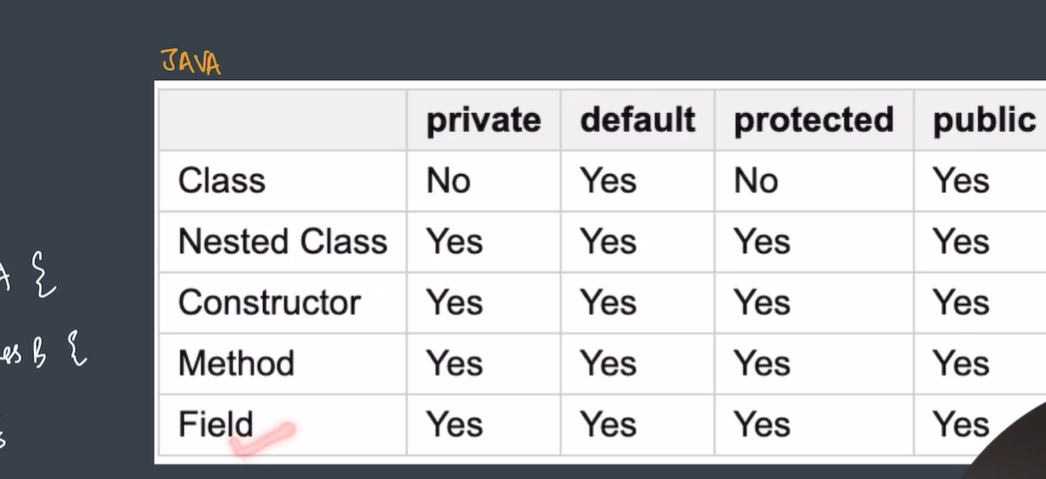 JAVA
private default protected public
Class No Yes No Yes
Nested Class Yes Yes Yes Yes
A {
Constructor Yes Yes Yes Yes
B {
Method Yes Yes Yes Yes
Field Yes Yes Yes Yes